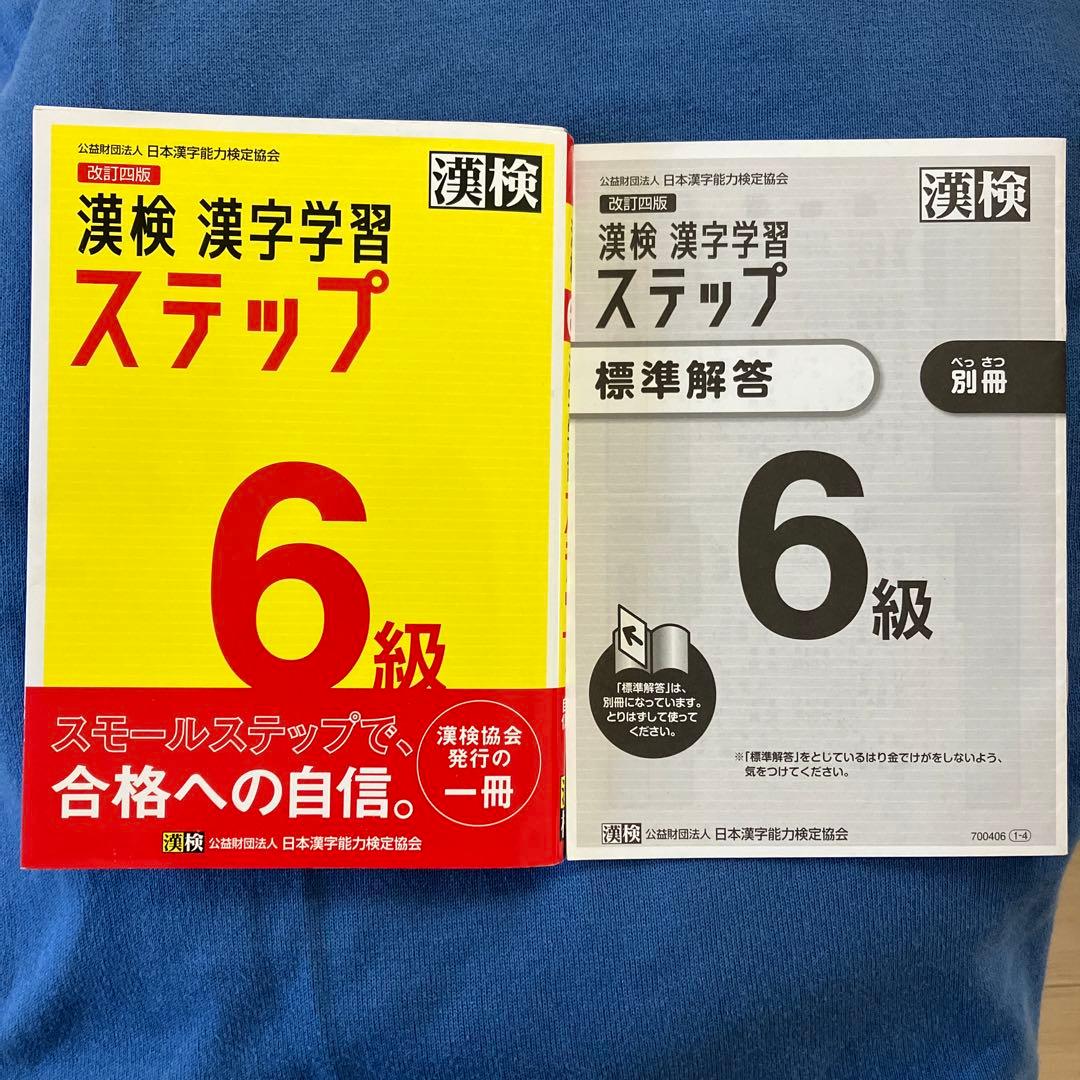 公益財団法人 日本漢字能力検定協会
改訂四版
漢検
漢検 漢字学習
ステップ
6級
スモールステップで、
合格への自信。
漢検協会
発行の
一冊
漢検 公益財団法人 日本漢字能力検定協会
公益財団法人 日本漢字能力検定協会
改訂四版
漢検
漢検 漢字学習
ステップ
標準解答
べっ さつ
別冊
6級
「標準解答」は、
別冊になっています。
とりはずして使って
ください。
※「標準解答」をとじているはり金でけがをしないよう、
気をつけてください。
漢検 公益財団法人 日本漢字能力検定協会
700406 1-4